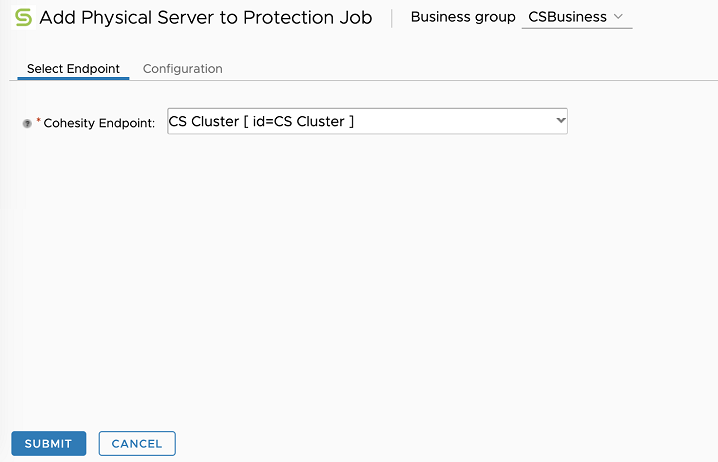 Add Physical Server to Protection Job Business group CSBusiness
Select Endpoint Configuration
? * Cohesity Endpoint: CS Cluster [ id=CS Cluster ]
SUBMIT CANCEL